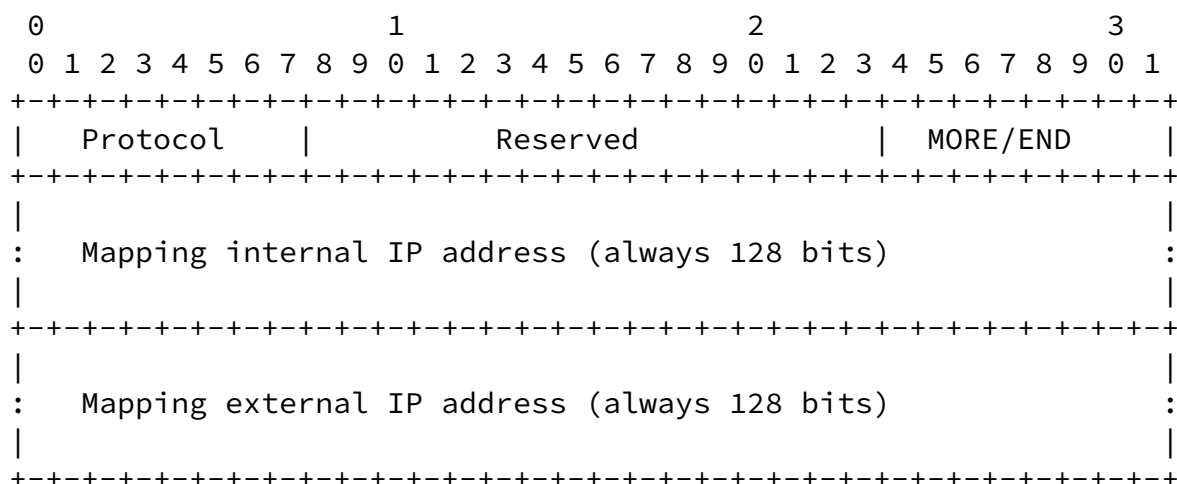 0                   1                   2                   3
 0 1 2 3 4 5 6 7 8 9 0 1 2 3 4 5 6 7 8 9 0 1 2 3 4 5 6 7 8 9 0 1
+-+-+-+-+-+-+-+-+-+-+-+-+-+-+-+-+-+-+-+-+-+-+-+-+-+-+-+-+-+-+-+-+
|   Protocol    |          Reserved             |  MORE/END     |
+-+-+-+-+-+-+-+-+-+-+-+-+-+-+-+-+-+-+-+-+-+-+-+-+-+-+-+-+-+-+-+-+
|                                                               |
:   Mapping internal IP address (always 128 bits)               :
|                                                               |
+-+-+-+-+-+-+-+-+-+-+-+-+-+-+-+-+-+-+-+-+-+-+-+-+-+-+-+-+-+-+-+-+
|                                                               |
:   Mapping external IP address (always 128 bits)               :
|                                                               |
+-+-+-+-+-+-+-+-+-+-+-+-+-+-+-+-+-+-+-+-+-+-+-+-+-+-+-+-+-+-+-+-+